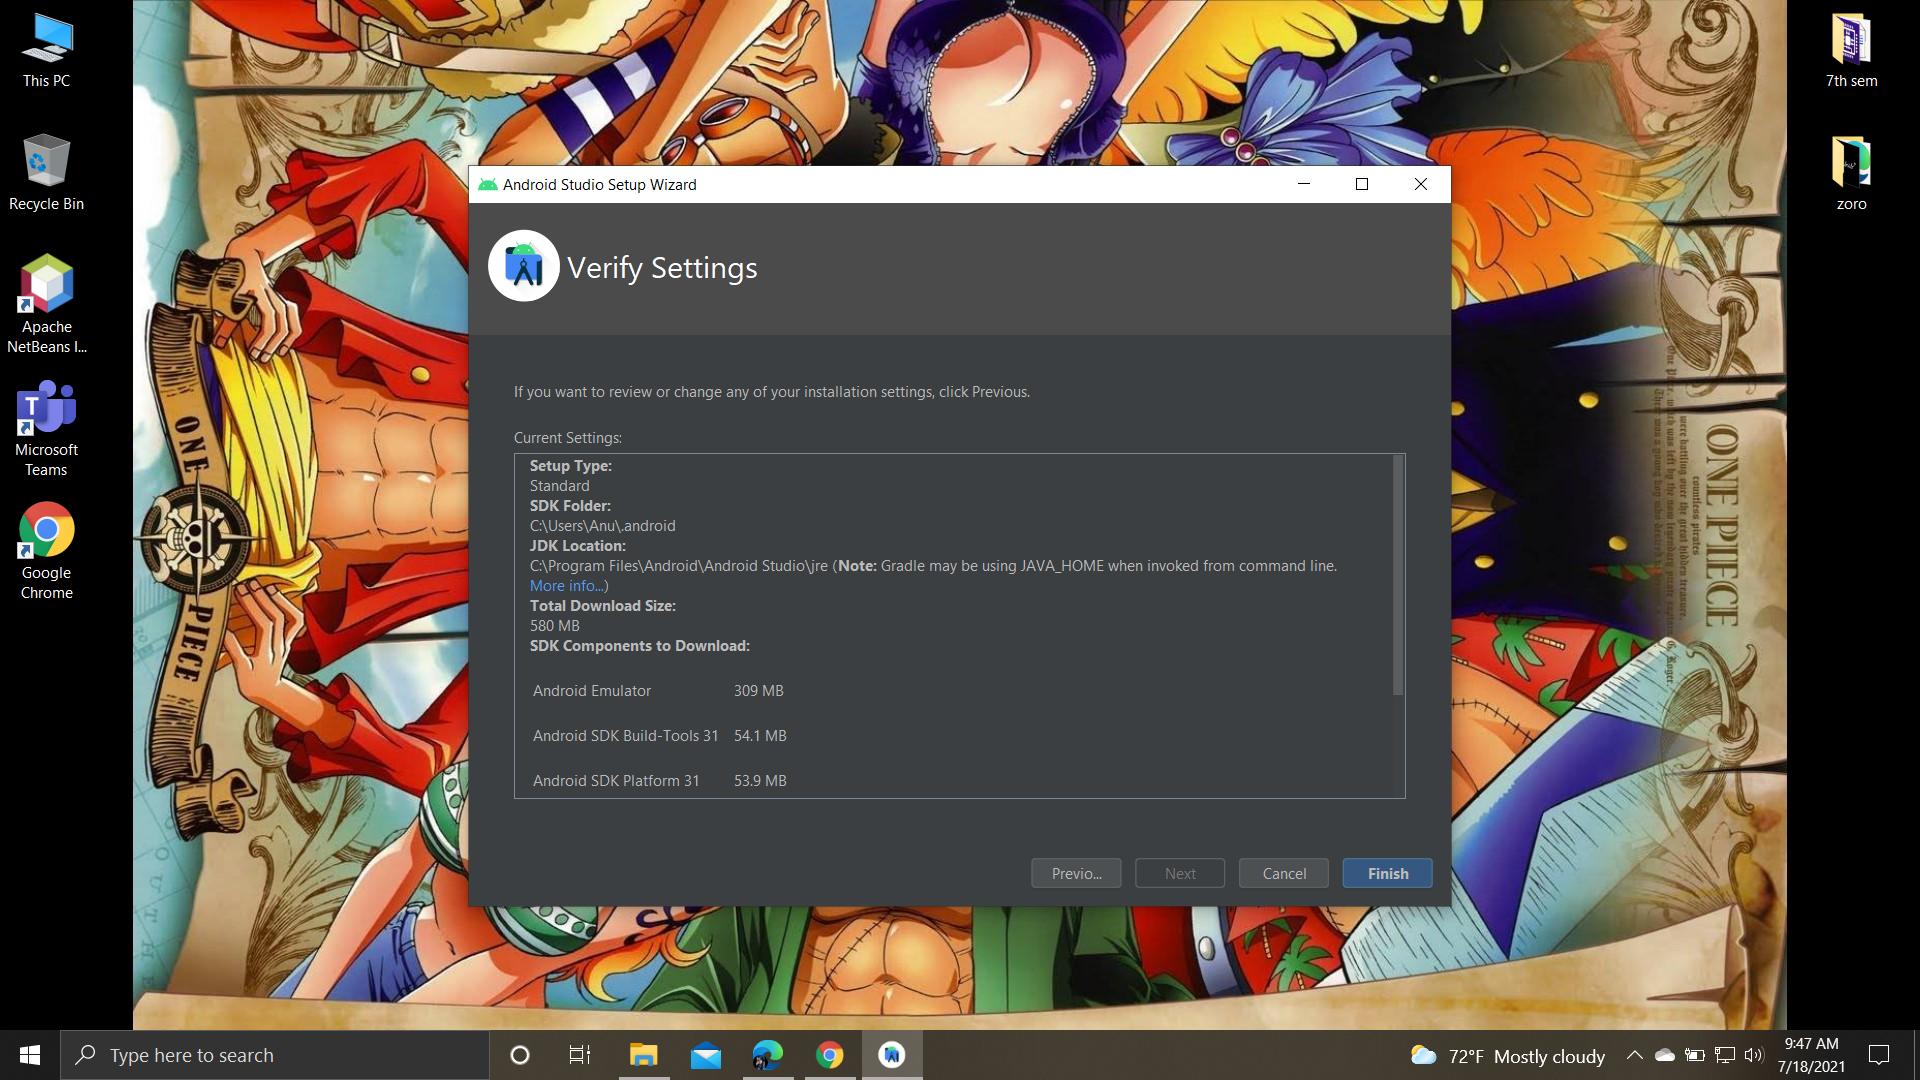 This PC
Recycle Bin
Apache
NetBeans I...
Microsoft
Teams
Google
Chrome
7th sem
zoro
ONE
PIECE
ONE PIECE
Android Studio Setup Wizard
Verify Settings
If you want to review or change any of your installation settings, click Previous.
Current Settings:
Setup Type:
Standard
SDK Folder:
C:\Users\Anu\.android
JDK Location:
C:\Program Files\Android\Android Studio\jre (Note: Gradle may be using JAVA_HOME when invoked from command line.
More info...)
Total Download Size:
580 MB
SDK Components to Download:
Android Emulator 309 MB
Android SDK Build-Tools 31 54.1 MB
Android SDK Platform 31 53.9 MB
Previo...
Next
Cancel
Finish
Type here to search
72°F Mostly cloudy
9:47 AM
7/18/2021